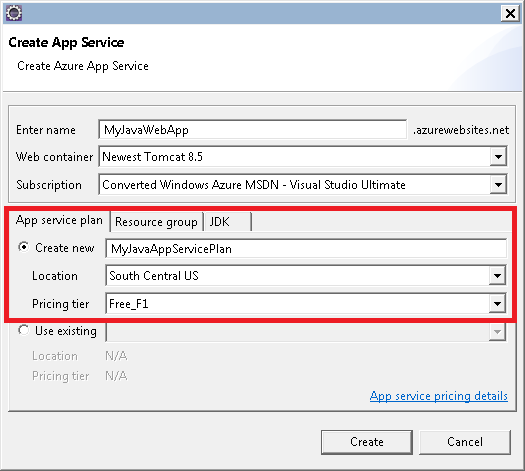 Create App Service
Create Azure App Service
Enter name MyJavaWebApp .azurewebsites.net
Web container Newest Tomcat 8.5
Subscription Converted Windows Azure MSDN - Visual Studio Ultimate
App service plan Resource group JDK
Create new MyJavaAppServicePlan
Location South Central US
Pricing tier Free_F1
Use existing
Location N/A
Pricing tier N/A
App service pricing details
Create Cancel